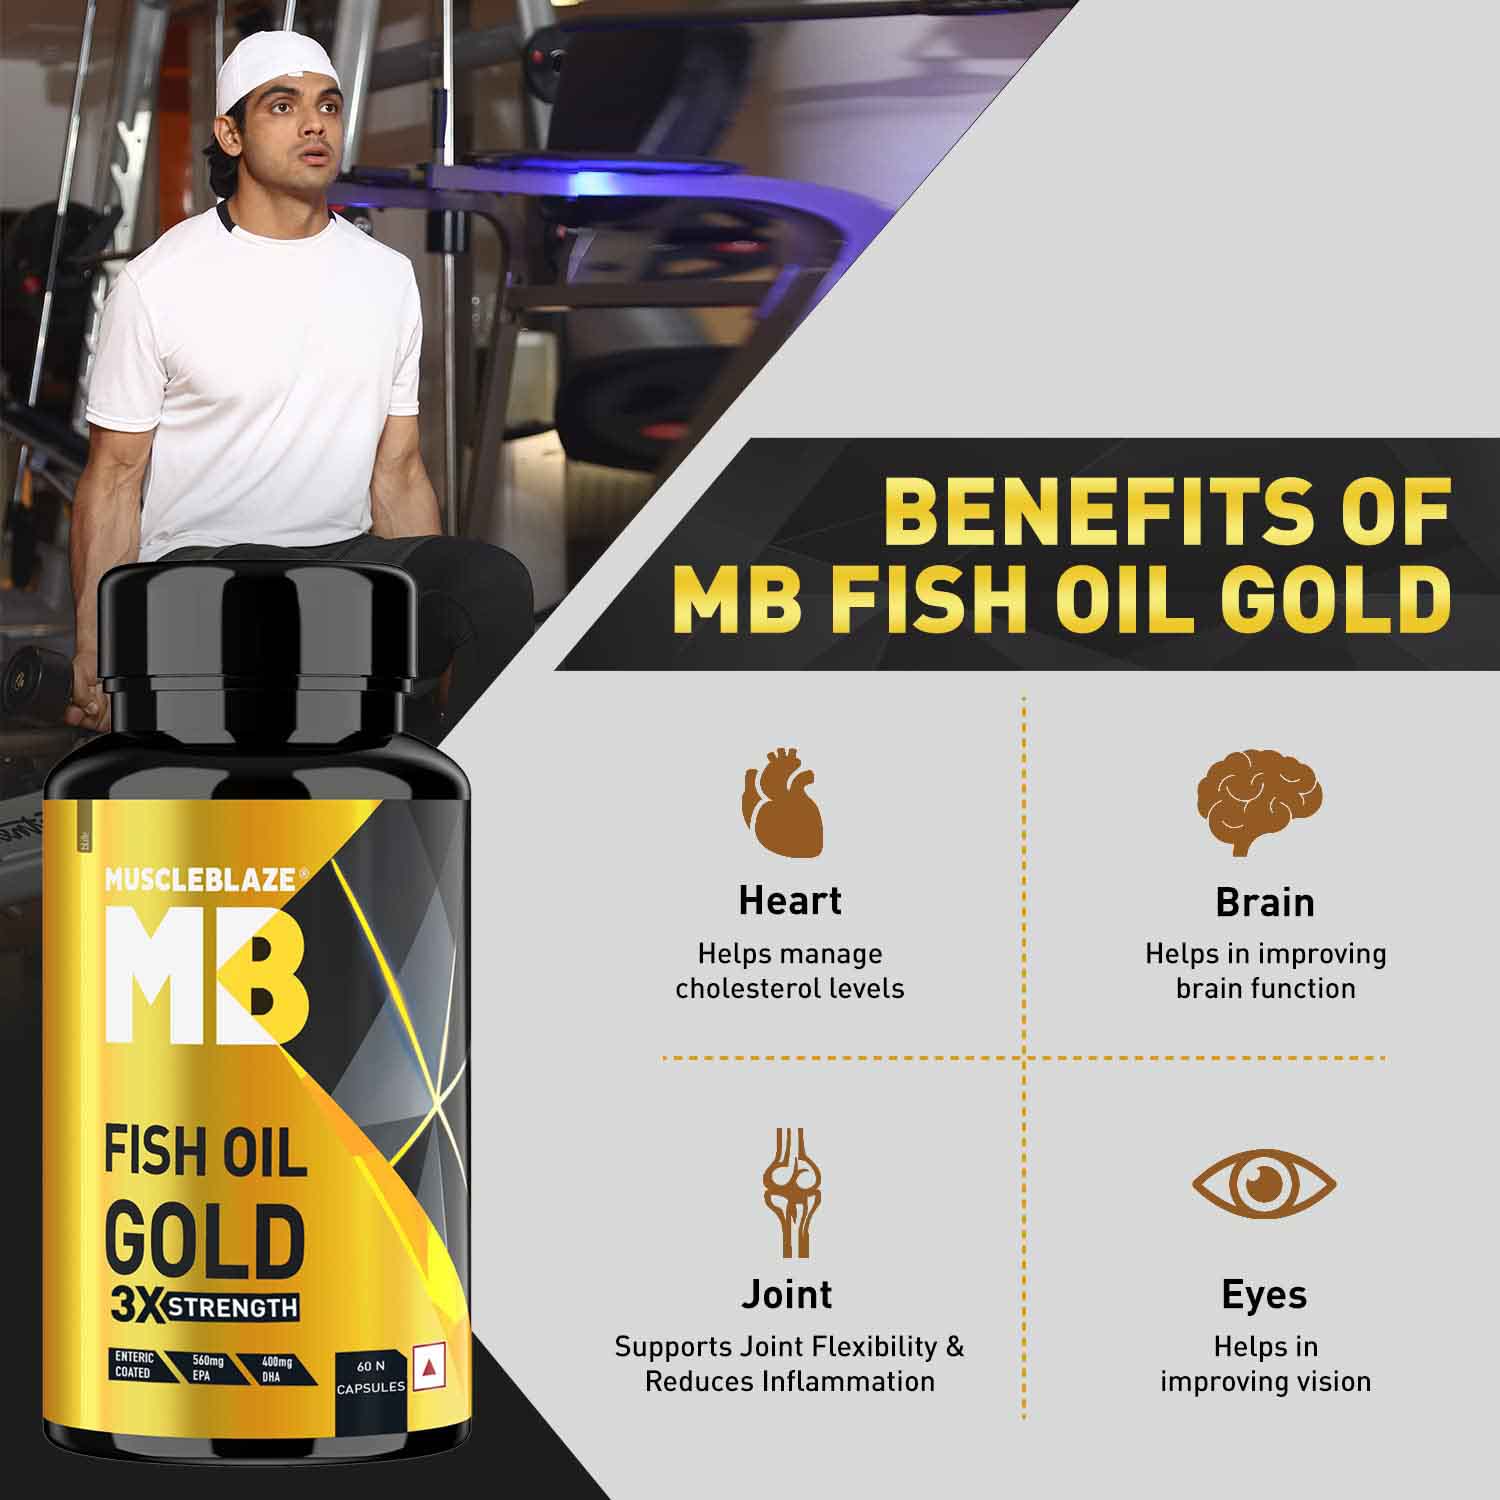 BENEFITS OF
MB FISH OIL GOLD
Heart
Helps manage
cholesterol levels
Brain
Helps in improving
brain function
Joint
Supports Joint Flexibility &
Reduces Inflammation
Eyes
Helps in
improving vision
MUSCLEBLAZE®
MB
FISH OIL
GOLD
3X STRENGTH
ENTERIC
COATED
560mg
EPA
400mg
DHA
60 N
CAPSULES